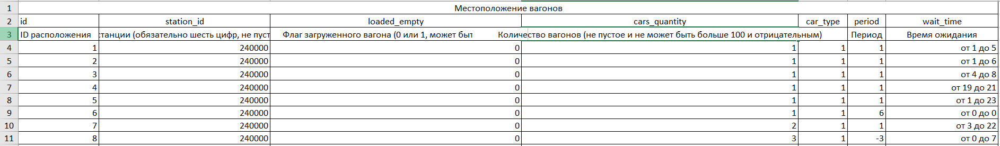 1 Местоположение вагонов
2 id station_id loaded_empty cars_quantity car_type period wait_time
3 ID расположения станции (обязательно шесть цифр, не пуст Флаг загруженного вагона (0 или 1, может быт Количество вагонов (не пустое и не может быть больше 100 и отрицательным) Период Время ожидания
4 1 240000 0 1 1 1 от 1 до 5
5 2 240000 0 1 1 1 от 1 до 6
6 3 240000 0 1 1 1 от 4 до 8
7 4 240000 0 1 1 1 от 19 до 21
8 5 240000 0 1 1 1 от 1 до 23
9 6 240000 0 1 1 6 от 0 до 0
10 7 240000 0 2 1 1 от 3 до 22
11 8 240000 0 3 1 -3 от 0 до 7